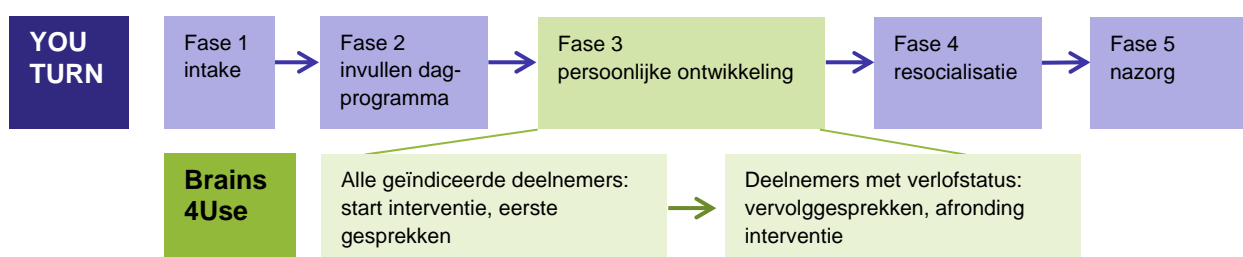 YOU
TURN
Fase 1
intake
Fase 2
invullen dag-
programma
Fase 3
persoonlijke ontwikkeling
Fase 4
resocialisatie
Fase 5
nazorg
Brains
4Use
Alle geïndiceerde deelnemers:
start interventie, eerste
gesprekken
Deelnemers met verlofstatus:
vervolggesprekken, afronding
interventie